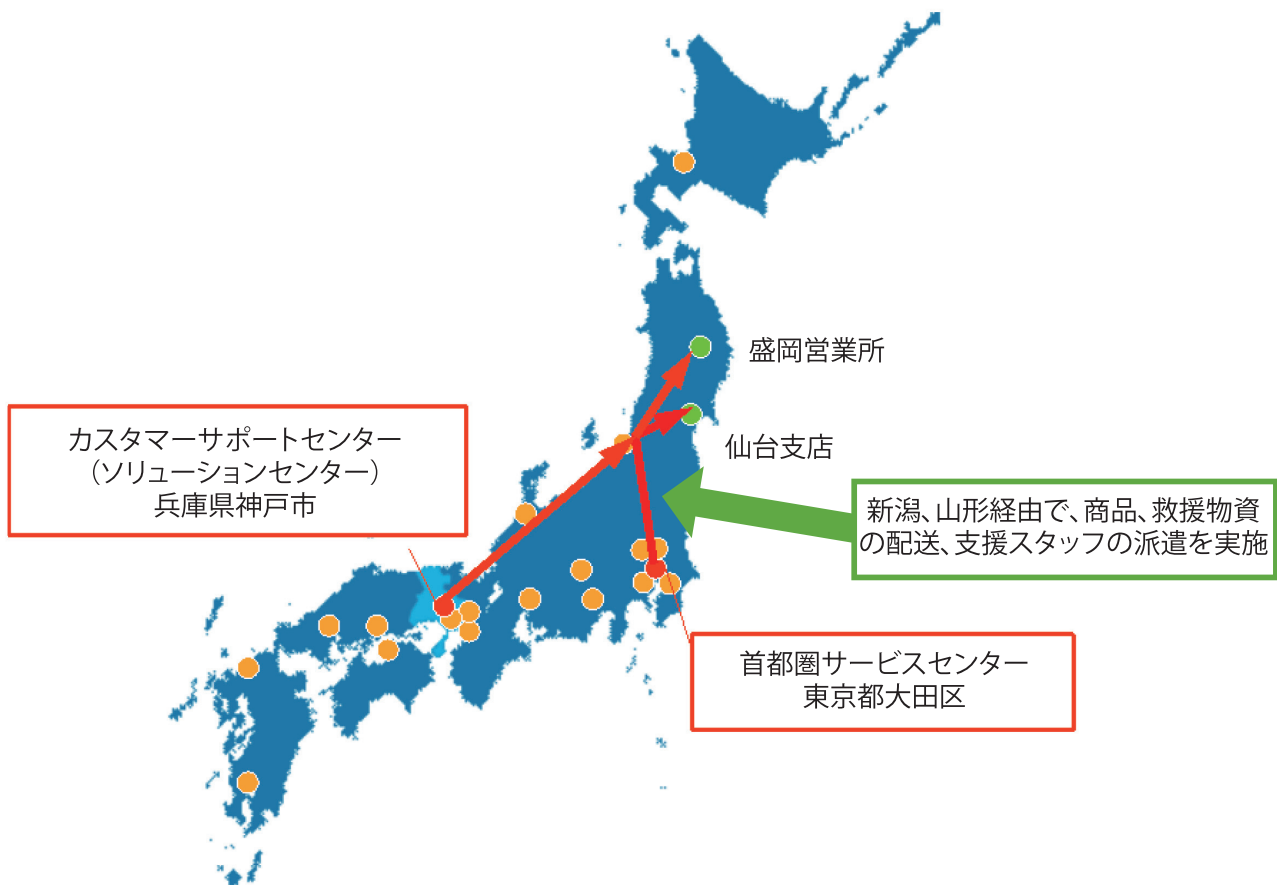 盛岡営業所
カスタマーサポートセンター
（ソリューションセンター）
兵庫県神戸市
仙台支店
新潟、山形経由で、商品、救援物資
の配送、支援スタッフの派遣を実施
首都圏サービスセンター
東京都大田区